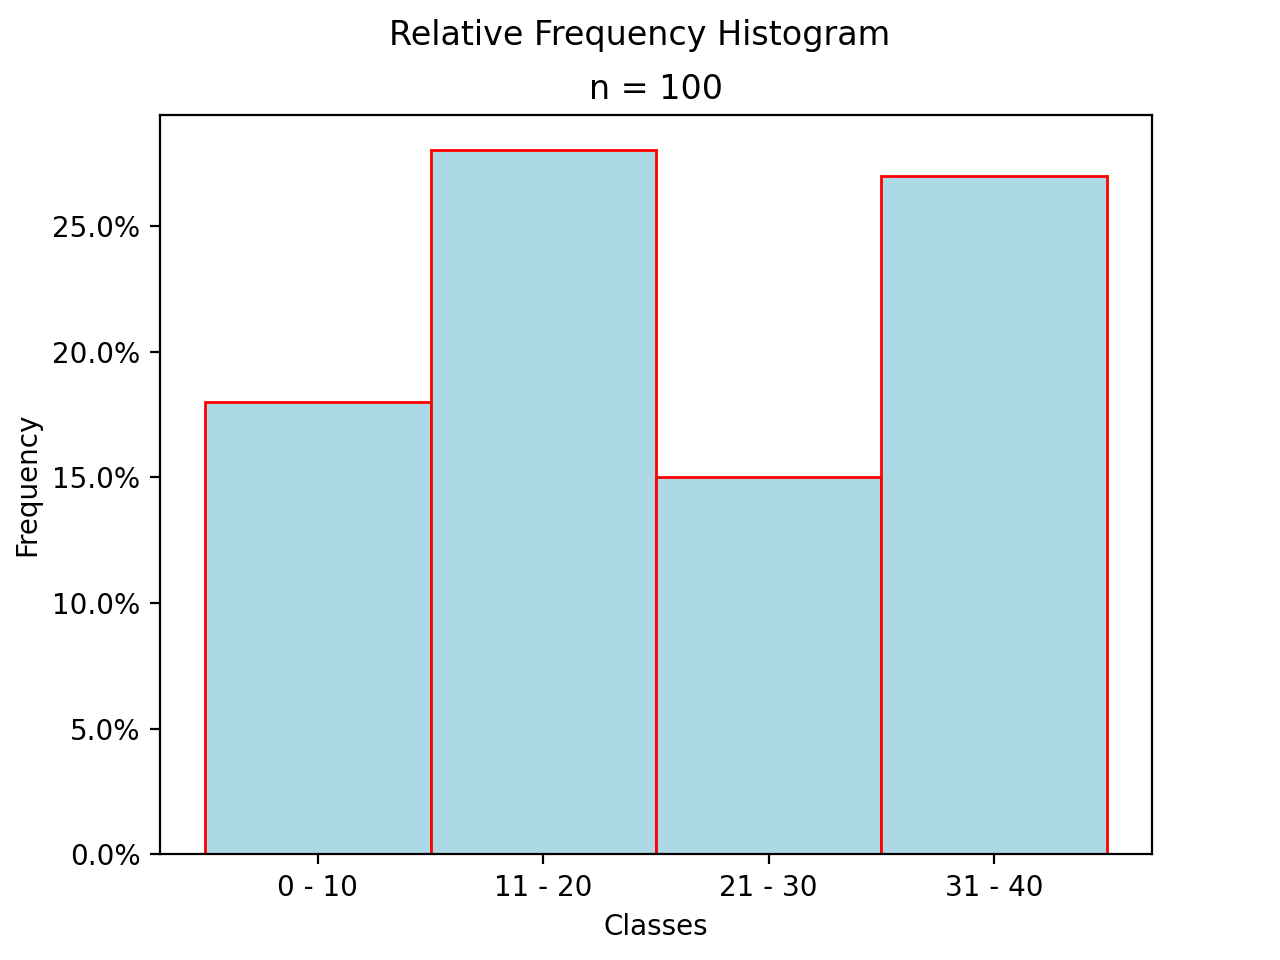 Relative Frequency Histogram
n = 100
25.0%
20.0%
15.0%
10.0%
5.0%
0.0%
Frequency
0 - 10
11 - 20
21 - 30
31 - 40
Classes